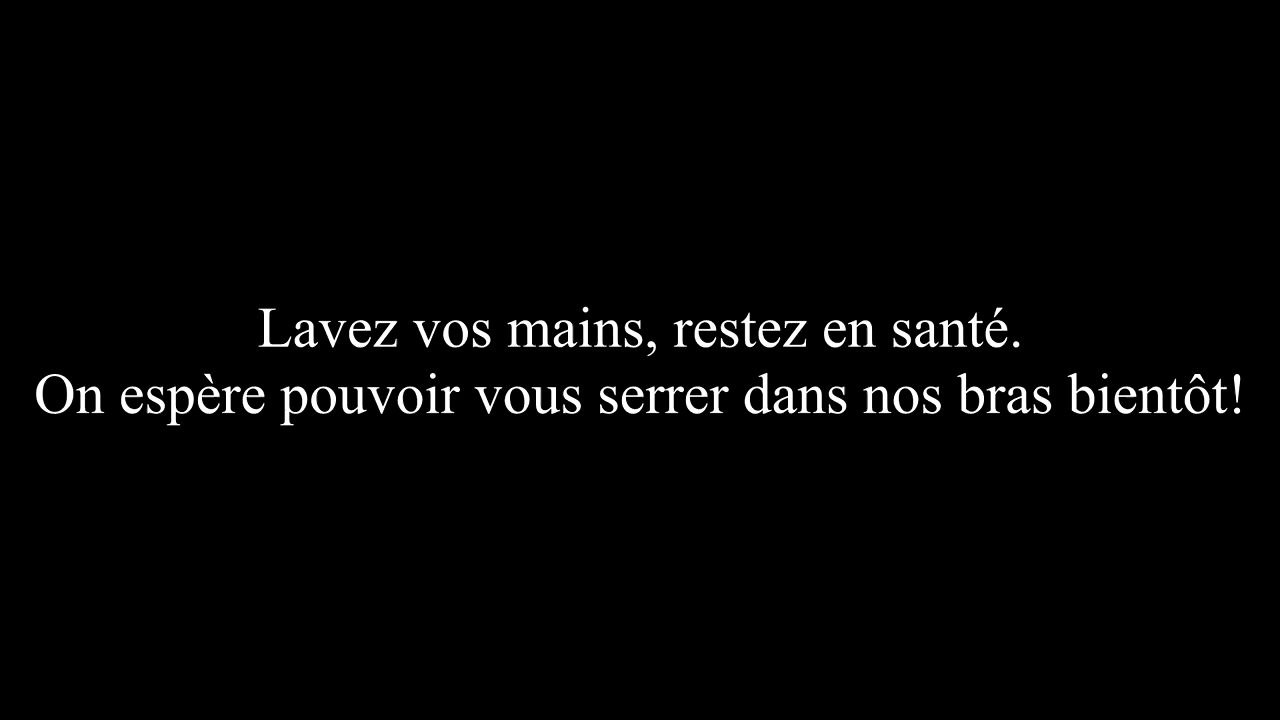 Lavez vos mains, restez en santé.
On espère pouvoir vous serrer dans nos bras bientôt!